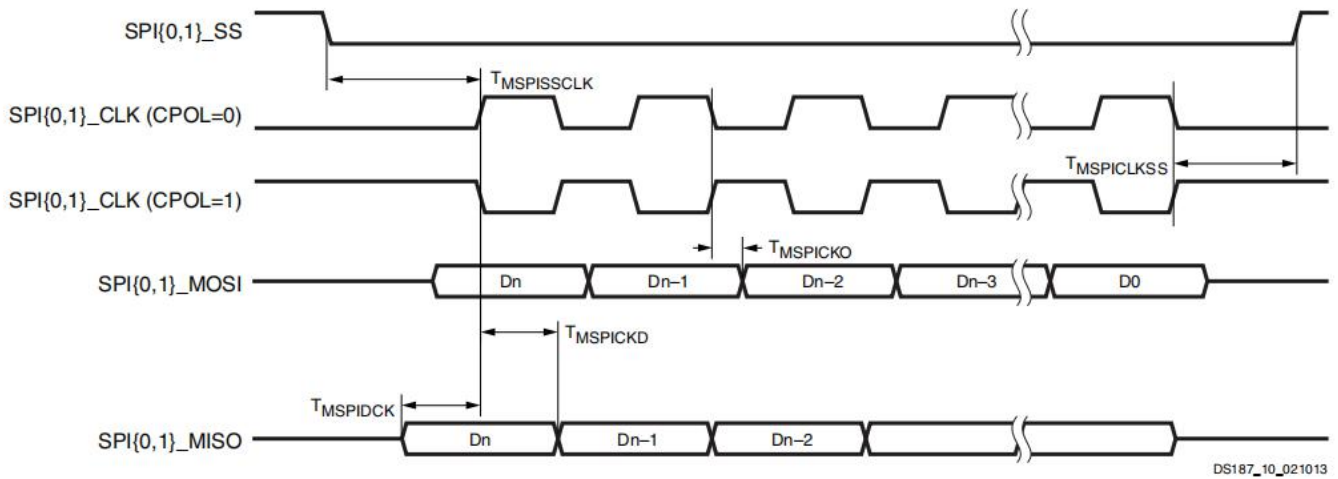 SPI{0,1}_SS
TMSPISSCLK
SPI{0,1}_CLK (CPOL=0)
TMSPICLKSS
SPI{0,1}_CLK (CPOL=1)
TMSPICKO
SPI{0,1}_MOSI Dn Dn–1 Dn–2 Dn–3 D0
TMSPICKD
TMSPIDCK
SPI{0,1}_MISO Dn Dn–1 Dn–2
DS187_10_021013